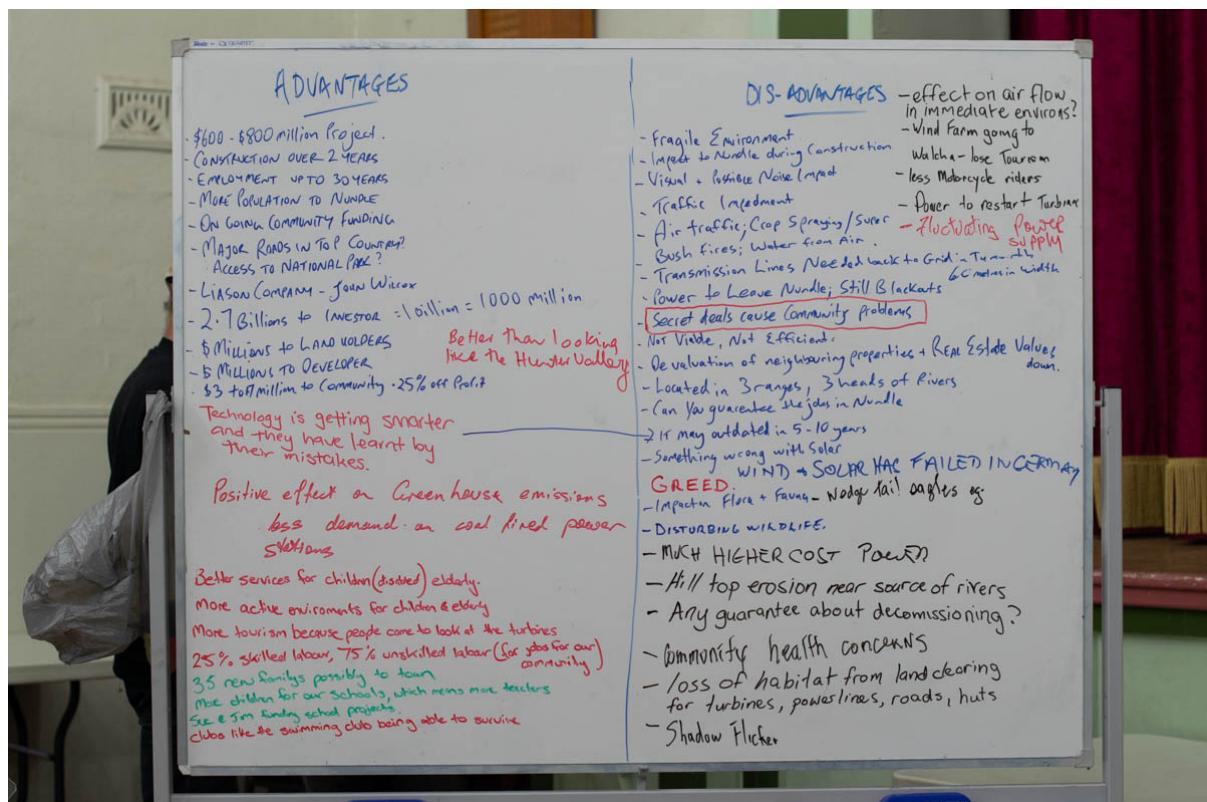 ADVANTAGES
- $600 - $800 million Project.
- CONSTRUCTION OVER 2 YEARS
- EMPLOYMENT UP TO 30 YEARS
- MORE POPULATION TO NUNDLE
- ON GOING COMMUNITY FUNDING
- MAJOR ROADS IN TOP COUNTRY?
ACCESS TO NATIONAL PARK?
- LIASON COMPANY - JOHN WILCOX
- 2.7 BILLIONS TO INVESTOR = 1 billion = 1000 million
- $ MILLIONS TO LAND HOLDERS
- $ MILLIONS TO DEVELOPER
Better than looking
like the Hunter Valley
million to Community • 25% off Profit
Technology is getting smarter
and they have learnt by
their mistakes.
Positive effect on Greenhouse emissions
less demand on coal fired power
stations
Better services for children (disabled) elderly.
More active enviroments for children & elderly
More tourism because people come to look at the turbines
25% skilled labour, 75% unskilled labour (for jobs for our
community)
35 new familys possibly to town
More children for our schools, which means more teachers
funding school projects.
clubs like the swimming club being able to survive
DIS-ADVANTAGES
- Fragile Environment
- Impact to Nundle during Construction
- Visual + Possible Noise Impact
- Traffic Impedment
- Air traffic; Crop Spraying/Super
Bush fires; Water from Air.
- Transmission Lines Needed back to Grid in
in width
- Power to Leave Nundle; Still Blackouts
- Secret deals cause Community problems
- Not Viable, Not Efficient.
- Devaluation of neighbouring properties + REAL ESTATE VALUES
down.
- Located in 3 ranges, 3 heads of Rivers
- Can You guarentee the jobs in Nundle
IT may outdated in 5-10 years
- Something wrong with Solar
WIND & SOLAR HAS FAILED IN GERMANY
GREED.
- Impact on Flora + Fauna - Wedge tail eagles eg.
- DISTURBING WILDLIFE.
- MUCH HIGHER COST POWER
- Hill top erosion near source of rivers
- Any guarantee about decomissioning?
- Community health concerns
- loss of habitat from land clearing
for turbines, powerlines, roads, huts
- Shadow Flicker
- effect on air flow
in immediate environs?
- Wind Farm going to
Walcha - lose Tourism
- less Motorcycle riders
- Power to restart Turbines
- Fluctuating Power
supply